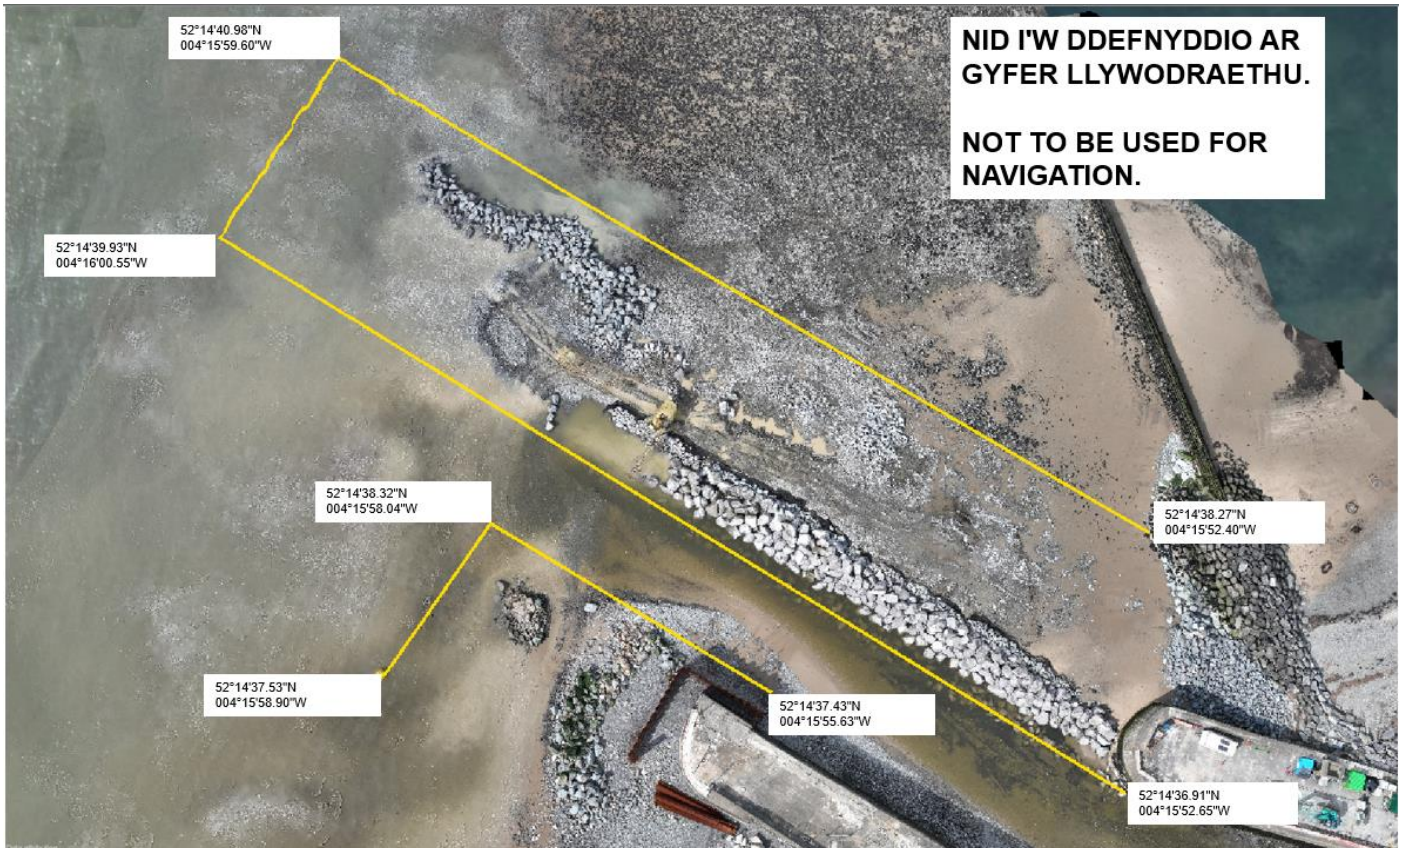 52°14'40.98"N
004°15'59.60"W
NID I'W DDEFNYDDIO AR
GYFER LLYWODRAETHU.
NOT TO BE USED FOR
NAVIGATION.
52°14'39.93"N
004°16'00.55"W
52°14'38.32"N
004°15'58.04"W
52°14'38.27"N
004°15'52.40"W
52°14'37.53"N
004°15'58.90"W
52°14'37.43"N
004°15'55.63"W
52°14'36.91"N
004°15'52.65"W